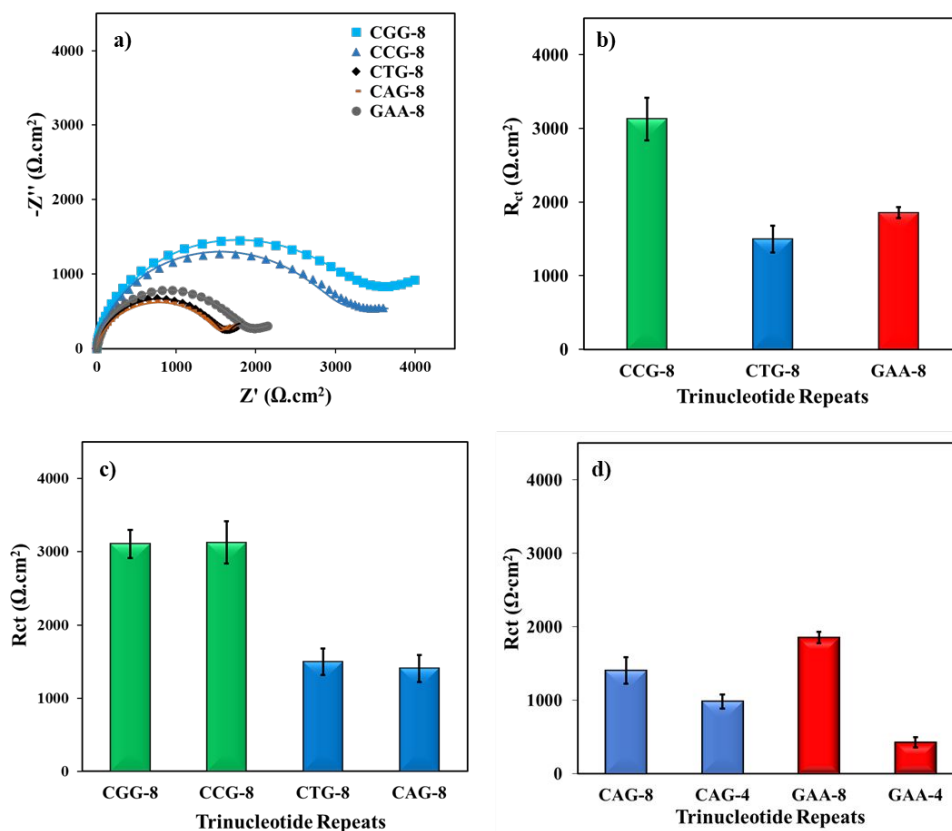 a)
CGG-8
CCG-8
CTG-8
CAG-8
GAA-8
4000
3000
2000
1000
0
-Z'' (Ω.cm²)
0 1000 2000 3000 4000
Z' (Ω.cm²)
b)
4000
3000
2000
1000
0
Rct (Ω.cm²)
CCG-8 CTG-8 GAA-8
Trinucleotide Repeats
c)
4000
3000
2000
1000
0
Rct (Ω.cm²)
CGG-8 CCG-8 CTG-8 CAG-8
Trinucleotide Repeats
d)
4000
3000
2000
1000
0
Rct (Ω·cm²)
CAG-8 CAG-4 GAA-8 GAA-4
Trinucleotide Repeats